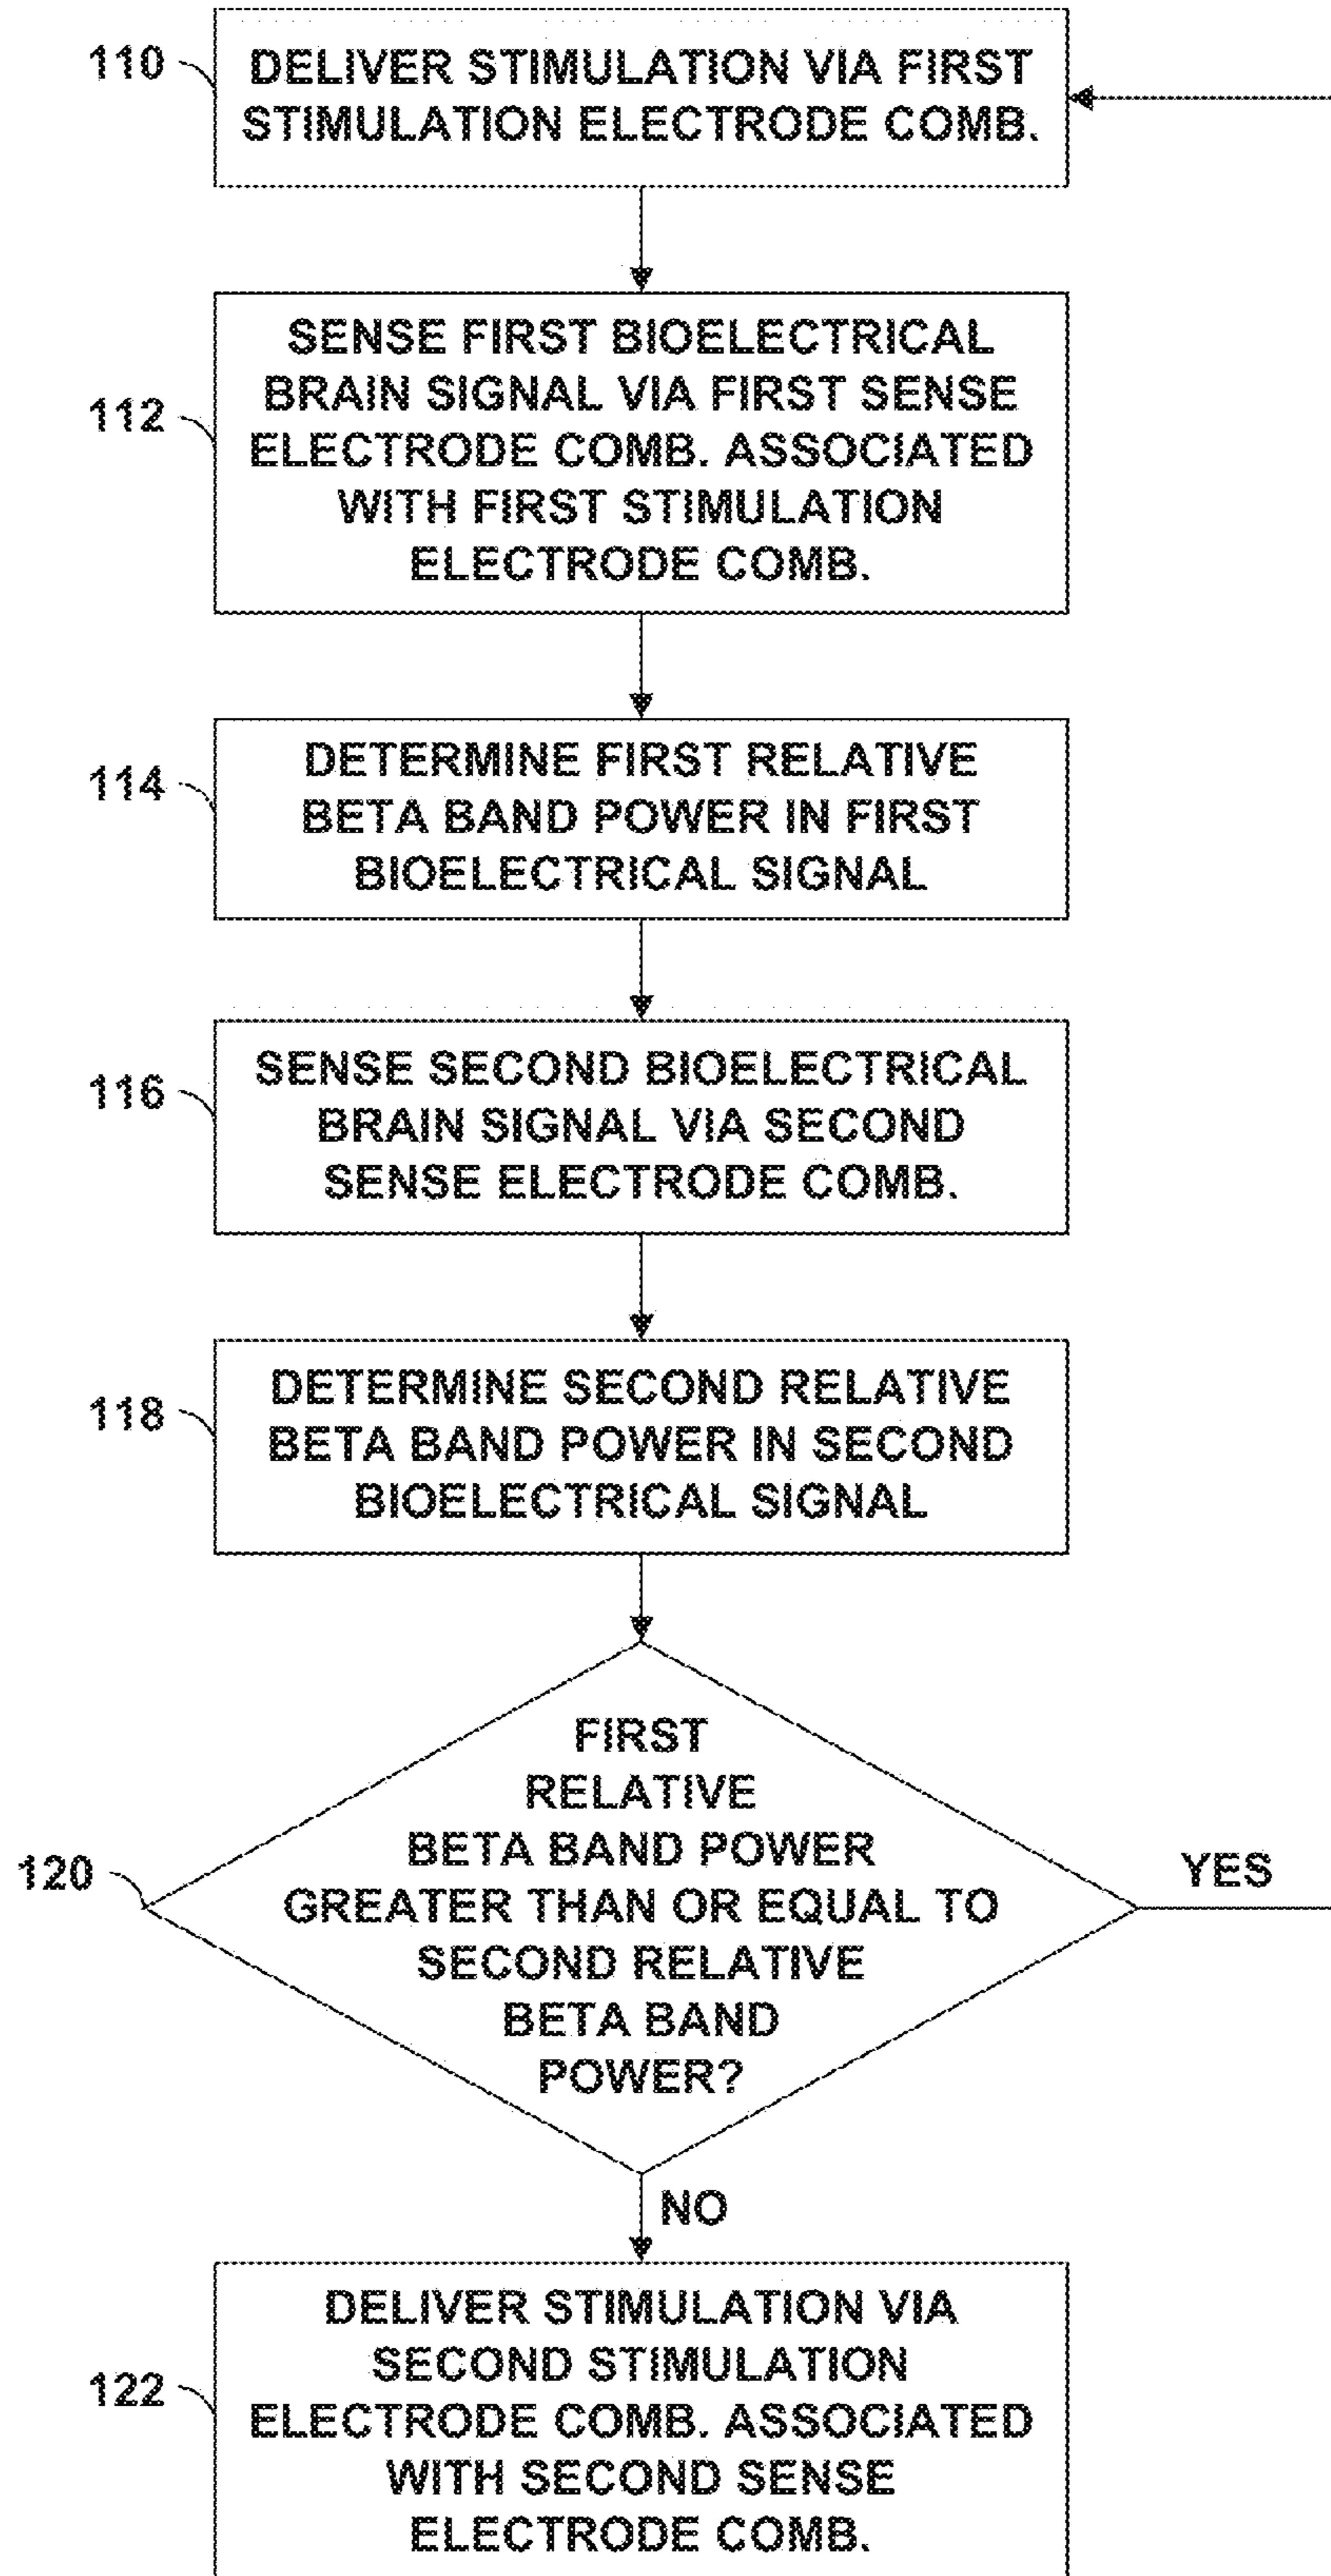 110
DELIVER STIMULATION VIA FIRST
STIMULATION ELECTRODE COMB.
112
SENSE FIRST BIOELECTRICAL
BRAIN SIGNAL VIA FIRST SENSE
ELECTRODE COMB. ASSOCIATED
WITH FIRST STIMULATION
ELECTRODE COMB.
114
DETERMINE FIRST RELATIVE
BETA BAND POWER IN FIRST
BIOELECTRICAL SIGNAL
116
SENSE SECOND BIOELECTRICAL
BRAIN SIGNAL VIA SECOND
SENSE ELECTRODE COMB.
118
DETERMINE SECOND RELATIVE
BETA BAND POWER IN SECOND
BIOELECTRICAL SIGNAL
120
FIRST
RELATIVE
BETA BAND POWER
GREATER THAN OR EQUAL TO
SECOND RELATIVE
BETA BAND
POWER?
YES
NO
122
DELIVER STIMULATION VIA
SECOND STIMULATION
ELECTRODE COMB. ASSOCIATED
WITH SECOND SENSE
ELECTRODE COMB.